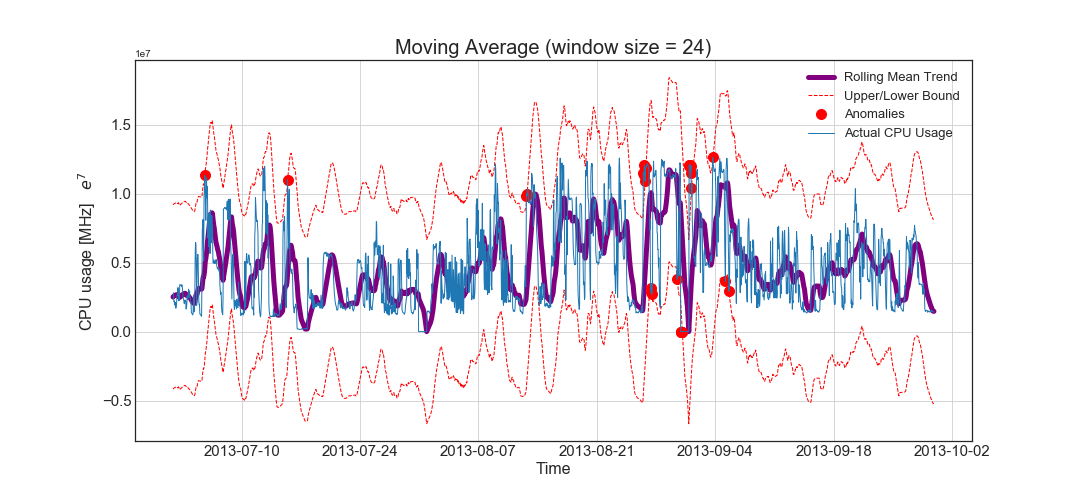 Moving Average (window size = 24)
1e7
Rolling Mean Trend
Upper/Lower Bound
Anomalies
Actual CPU Usage
1.5
1.0
0.5
0.0
−0.5
CPU usage [MHz] e^7
2013-07-10 2013-07-24 2013-08-07 2013-08-21 2013-09-04 2013-09-18 2013-10-02
Time